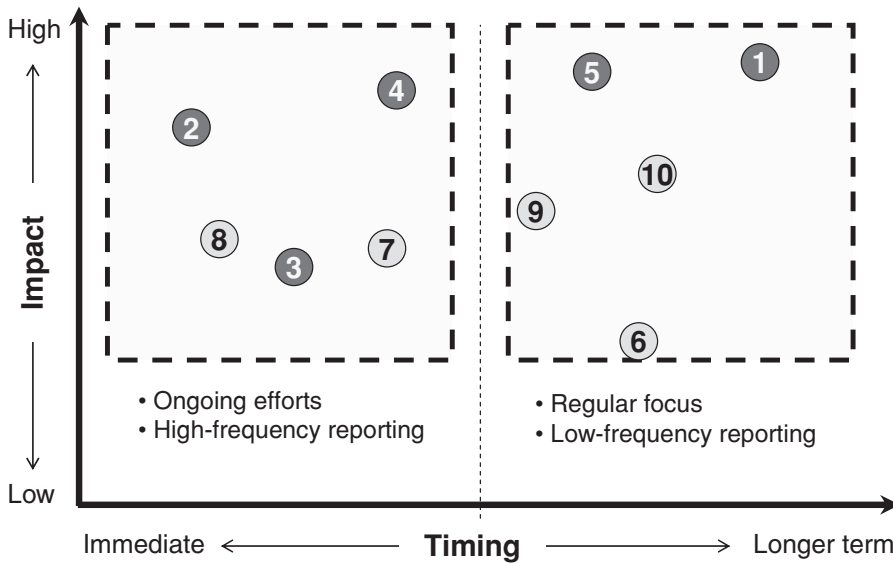 High
5
1
4
2
10
9
8
7
3
6
Impact
• Ongoing efforts
• High-frequency reporting
• Regular focus
• Low-frequency reporting
Low
Immediate
Timing
Longer term